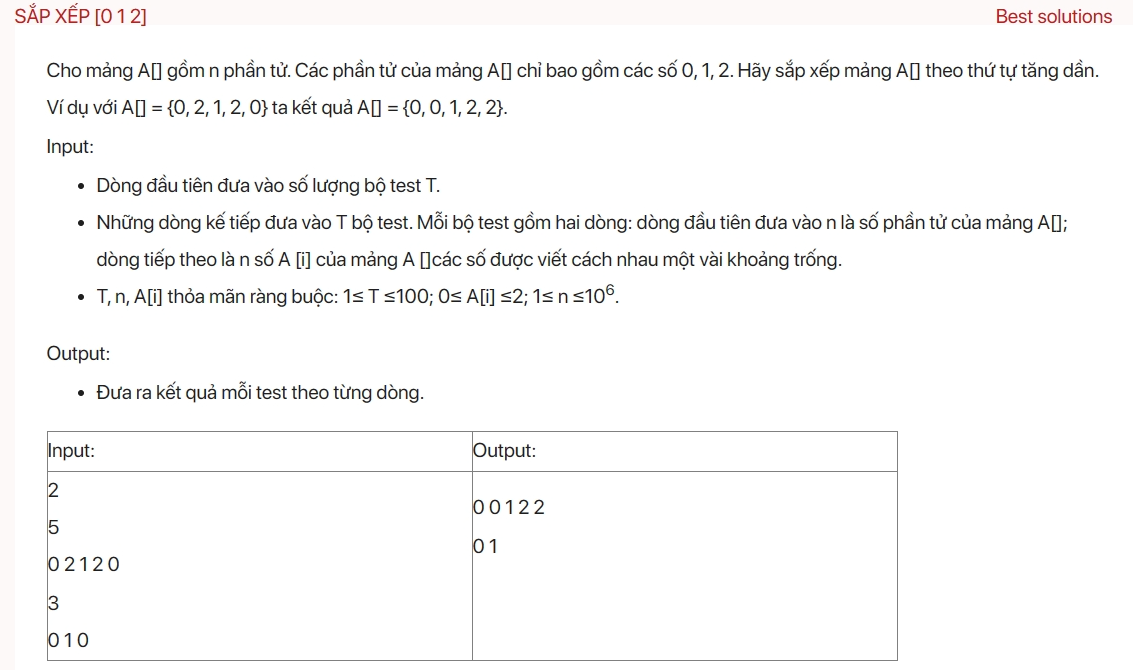 SẮP XẾP [0 1 2]
Best solutions
Cho mảng A[] gồm n phần tử. Các phần tử của mảng A[] chỉ bao gồm các số 0, 1, 2. Hãy sắp xếp mảng A[] theo thứ tự tăng dần.
Ví dụ với A[] = {0, 2, 1, 2, 0} ta kết quả A[] = {0, 0, 1, 2, 2}.
Input:
• Dòng đầu tiên đưa vào số lượng bộ test T.
• Những dòng kế tiếp đưa vào T bộ test. Mỗi bộ test gồm hai dòng: dòng đầu tiên đưa vào n là số phần tử của mảng A[];
dòng tiếp theo là n số A [i] của mảng A []các số được viết cách nhau một vài khoảng trống.
• T, n, A[i] thỏa mãn ràng buộc: 1≤ T ≤100; 0≤ A[i] ≤2; 1≤ n ≤10⁶.
Output:
• Đưa ra kết quả mỗi test theo từng dòng.
Input:
Output:
2
5
0 2 1 2 0
3
0 1 0
0 0 1 2 2
0 1